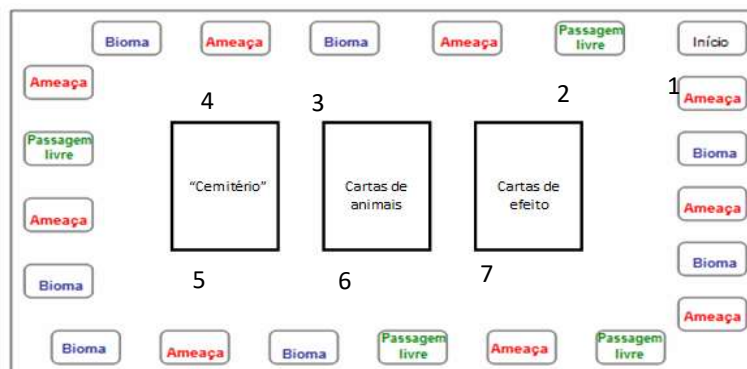 Bioma
Ameaça
Bioma
Ameaça
Passagem
livre
Início
Ameaça
1
Ameaça
4
3
2
Passagem
livre
Bioma
"Cemitério"
Cartas de
animais
Cartas de
efeito
Ameaça
Ameaça
Bioma
Bioma
5
6
7
Ameaça
Bioma
Ameaça
Bioma
Passagem
livre
Ameaça
Passagem
livre